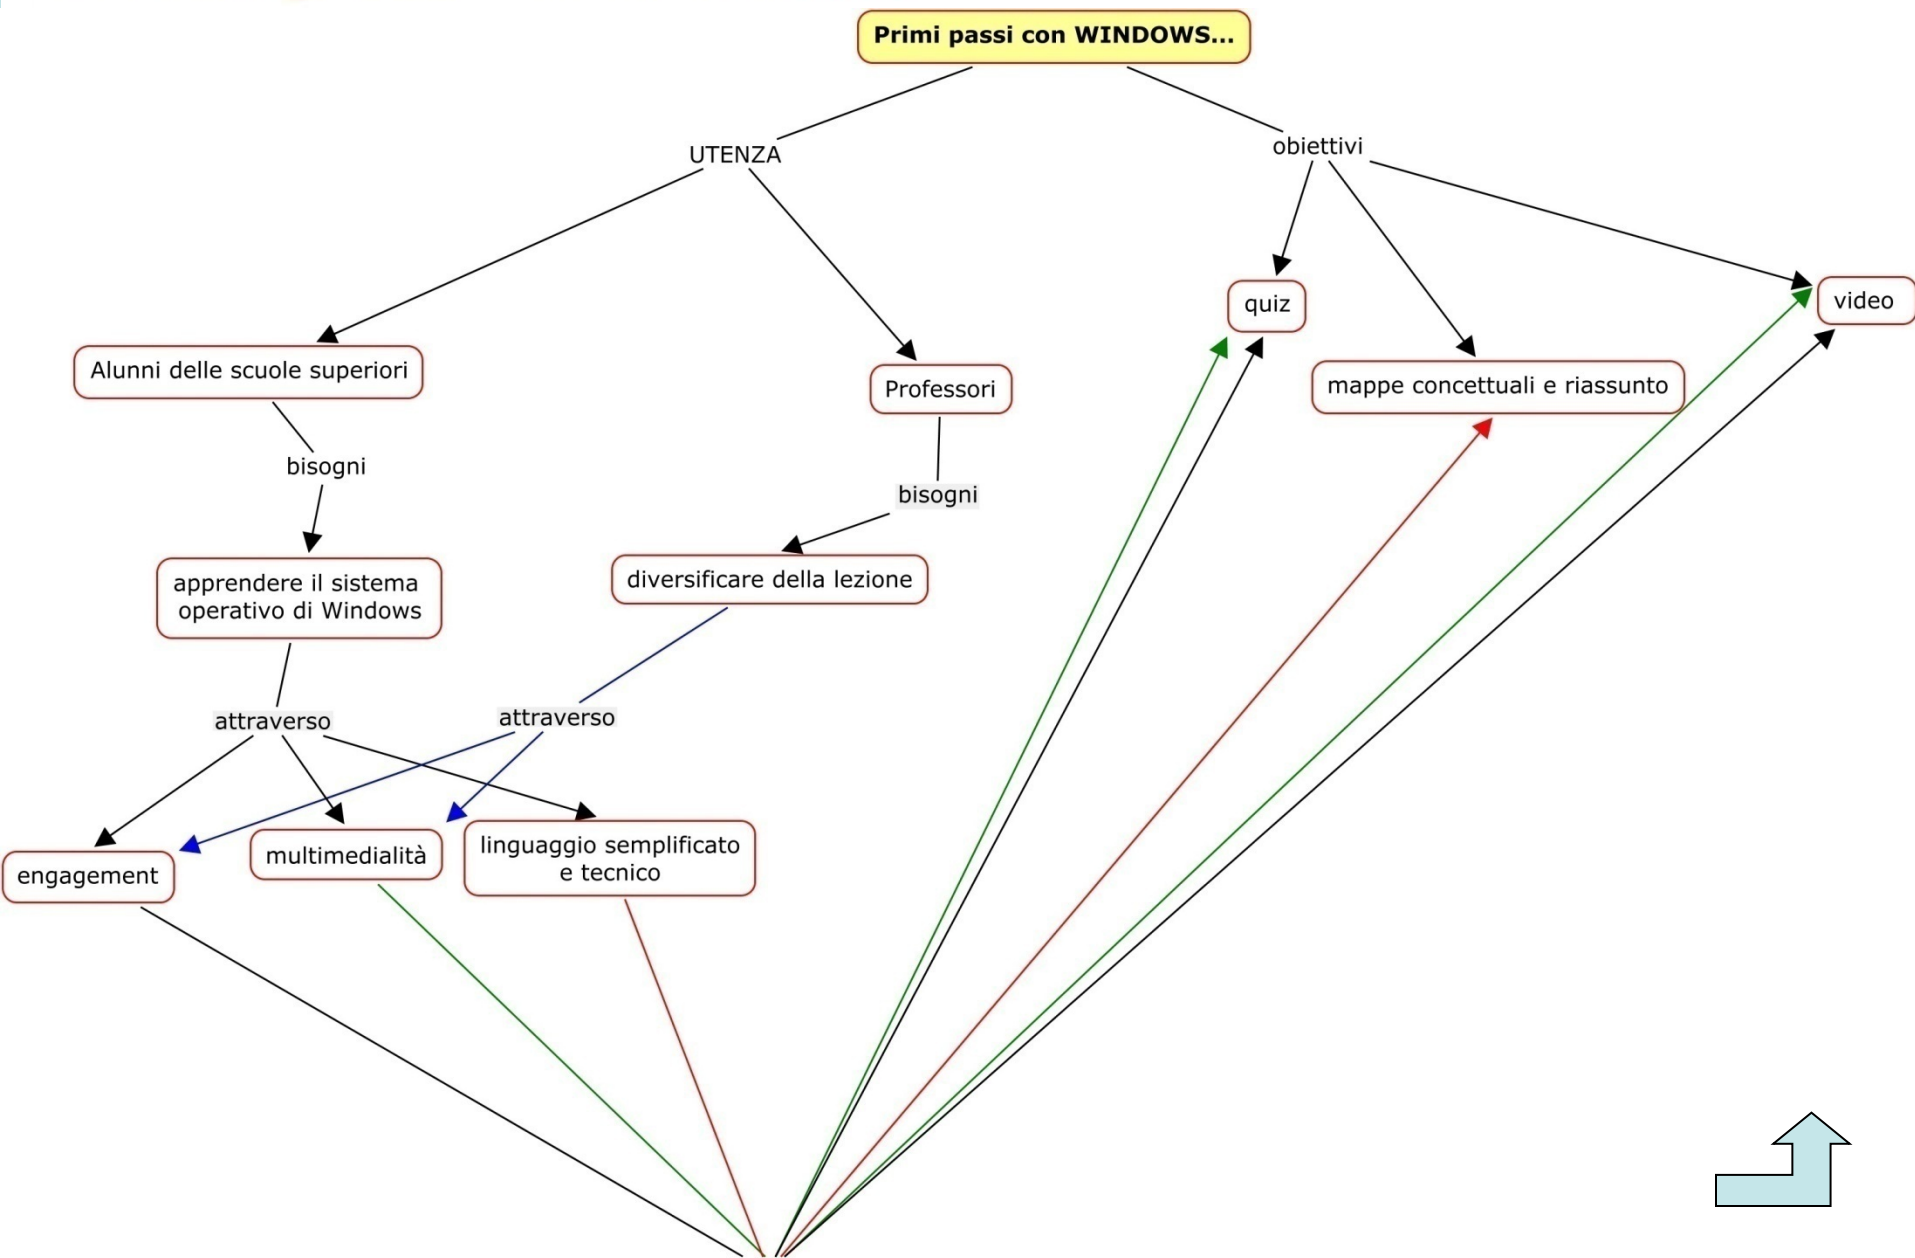 Primi passi con WINDOWS...
UTENZA
obiettivi
quiz
video
Alunni delle scuole superiori
Professori
mappe concettuali e riassunto
bisogni
bisogni
apprendere il sistema
operativo di Windows
diversificare della lezione
attraverso
attraverso
engagement
multimedialità
linguaggio semplificato
e tecnico